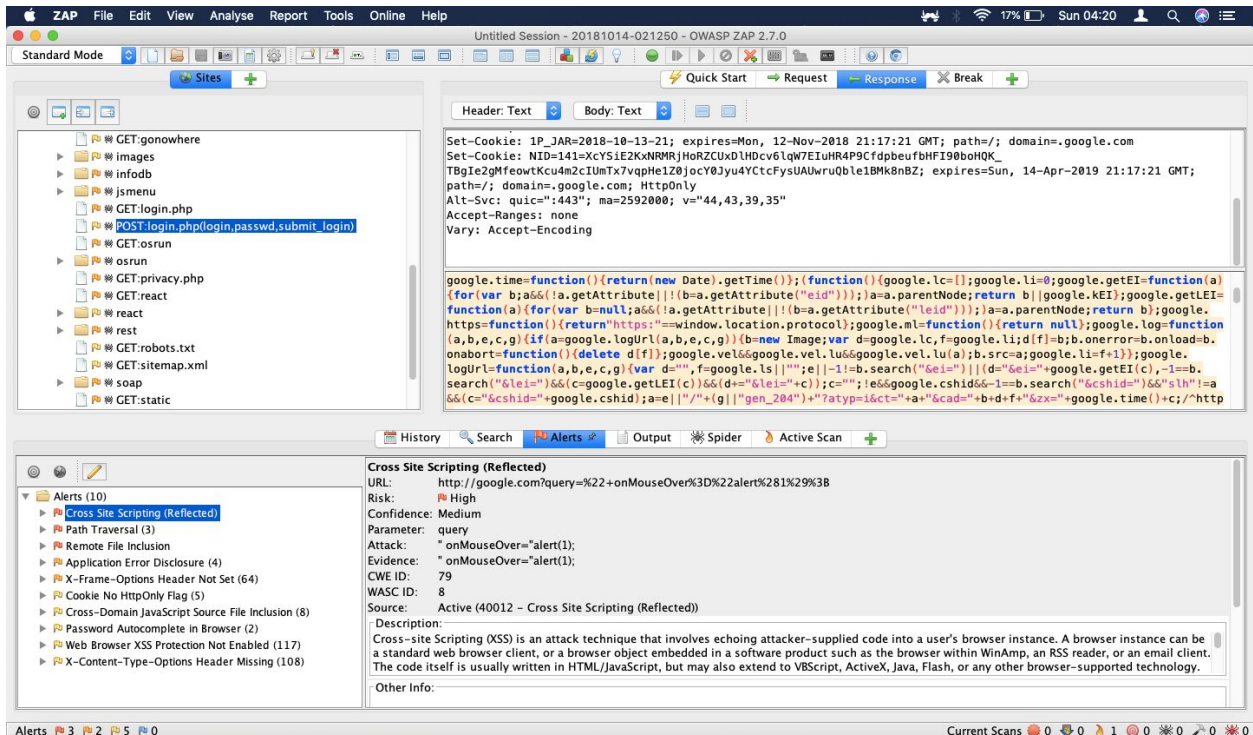 ZAP File Edit View Analyse Report Tools Online Help 17% Sun 04:20
Untitled Session - 20181014-021250 - OWASP ZAP 2.7.0
Standard Mode
Sites
Quick Start Request Response Break
Header: Text Body: Text
GET:gonowhere
images
infodb
jsmenu
GET:login.php
POST:login.php(login,passwd,submit_login)
GET:osrun
osrun
GET:privacy.php
GET:react
react
rest
GET:robots.txt
GET:sitemap.xml
soap
GET:static
Set-Cookie: 1P_JAR=2018-10-13-21; expires=Mon, 12-Nov-2018 21:17:21 GMT; path=/; domain=.google.com
Set-Cookie: NID=141=XcYSiE2KxNRMRjHoRZCUxDlHDcv6lqW7EIuHR4P9CfdpbeufbHFI90boHQK_
TBgIe2gMfeowtKcu4m2cIUmTx7vqpHe1Z0jocY0Jyu4YCtcFysUAUwruQble1BMk8nBZ; expires=Sun, 14-Apr-2019 21:17:21 GMT;
path=/; domain=.google.com; HttpOnly
Alt-Svc: quic=":443"; ma=2592000; v="44,43,39,35"
Accept-Ranges: none
Vary: Accept-Encoding
google.time=function(){return(new Date).getTime()};(function(){google.lc=[];google.li=0;google.getEI=function(a)
{for(var b;a&&(!a.getAttribute||!(b=a.getAttribute("eid")));)a=a.parentNode;return b||google.kEI};google.getLEI=
function(a){for(var b=null;a&&(!a.getAttribute||!(b=a.getAttribute("leid")));)a=a.parentNode;return b};google.
https=function(){return"https:"==window.location.protocol};google.ml=function(){return null};google.log=function
(a,b,e,c,g){if(a=google.logUrl(a,b,e,c,g)){b=new Image;var d=google.lc,f=google.li;d[f]=b;b.onerror=b.onload=b.
onabort=function(){delete d[f]};google.vel&&google.vel.lu&&google.vel.lu(a);b.src=a;google.li=f+1}};google.
logUrl=function(a,b,e,c,g){var d="",f=google.ls||"";e||-1!=b.search("&ei=")||(d="&ei="+google.getEI(c),-1==b.
search("&lei=")&&(c=google.getLEI(c))&&(d+="&lei="+c));c="";!e&&google.cshid&&-1==b.search("&cshid=")&&"slh"!=a
&&(c="&cshid="+google.cshid);a=e||"/"+(g||"gen_204")+"?atyp=i&ct="+a+"&cad="+b+d+f+"&zx="+google.time()+c;/^http
History Search Alerts Output Spider Active Scan
Alerts (10)
Cross Site Scripting (Reflected)
Path Traversal (3)
Remote File Inclusion
Application Error Disclosure (4)
X-Frame-Options Header Not Set (64)
Cookie No HttpOnly Flag (5)
Cross-Domain JavaScript Source File Inclusion (8)
Password Autocomplete in Browser (2)
Web Browser XSS Protection Not Enabled (117)
X-Content-Type-Options Header Missing (108)
Cross Site Scripting (Reflected)
URL: http://google.com?query=%22+onMouseOver%3D%22alert%281%29%3B
Risk: High
Confidence: Medium
Parameter: query
Attack: " onMouseOver="alert(1);
Evidence: " onMouseOver="alert(1);
CWE ID: 79
WASC ID: 8
Source: Active (40012 - Cross Site Scripting (Reflected))
Description:
Cross-site Scripting (XSS) is an attack technique that involves echoing attacker-supplied code into a user's browser instance. A browser instance can be
a standard web browser client, or a browser object embedded in a software product such as the browser within WinAmp, an RSS reader, or an email client.
The code itself is usually written in HTML/JavaScript, but may also extend to VBScript, ActiveX, Java, Flash, or any other browser-supported technology.
Other Info:
Alerts 3 2 5 0 Current Scans 0 0 1 0 0 0 0